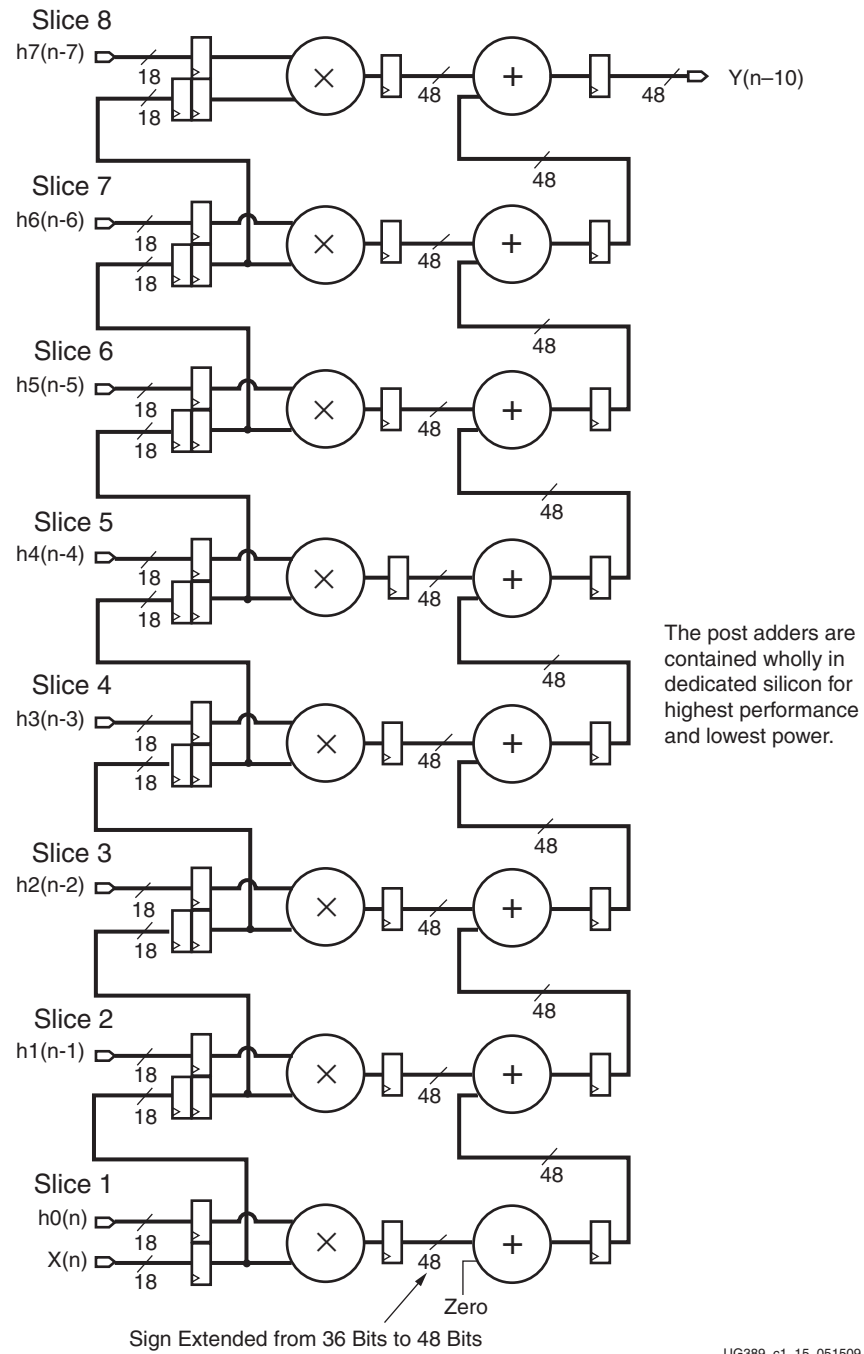 Slice 8
h7(n-7)
18
18
48
48
Y(n–10)
48
Slice 7
h6(n-6)
18
18
48
48
Slice 6
h5(n-5)
18
18
48
48
Slice 5
h4(n-4)
18
18
48
48
The post adders are
contained wholly in
dedicated silicon for
highest performance
and lowest power.
Slice 4
h3(n-3)
18
18
48
48
Slice 3
h2(n-2)
18
18
48
48
Slice 2
h1(n-1)
18
18
48
48
Slice 1
h0(n)
18
X(n)
18
48
Zero
Sign Extended from 36 Bits to 48 Bits
UG389_c1_15_051509